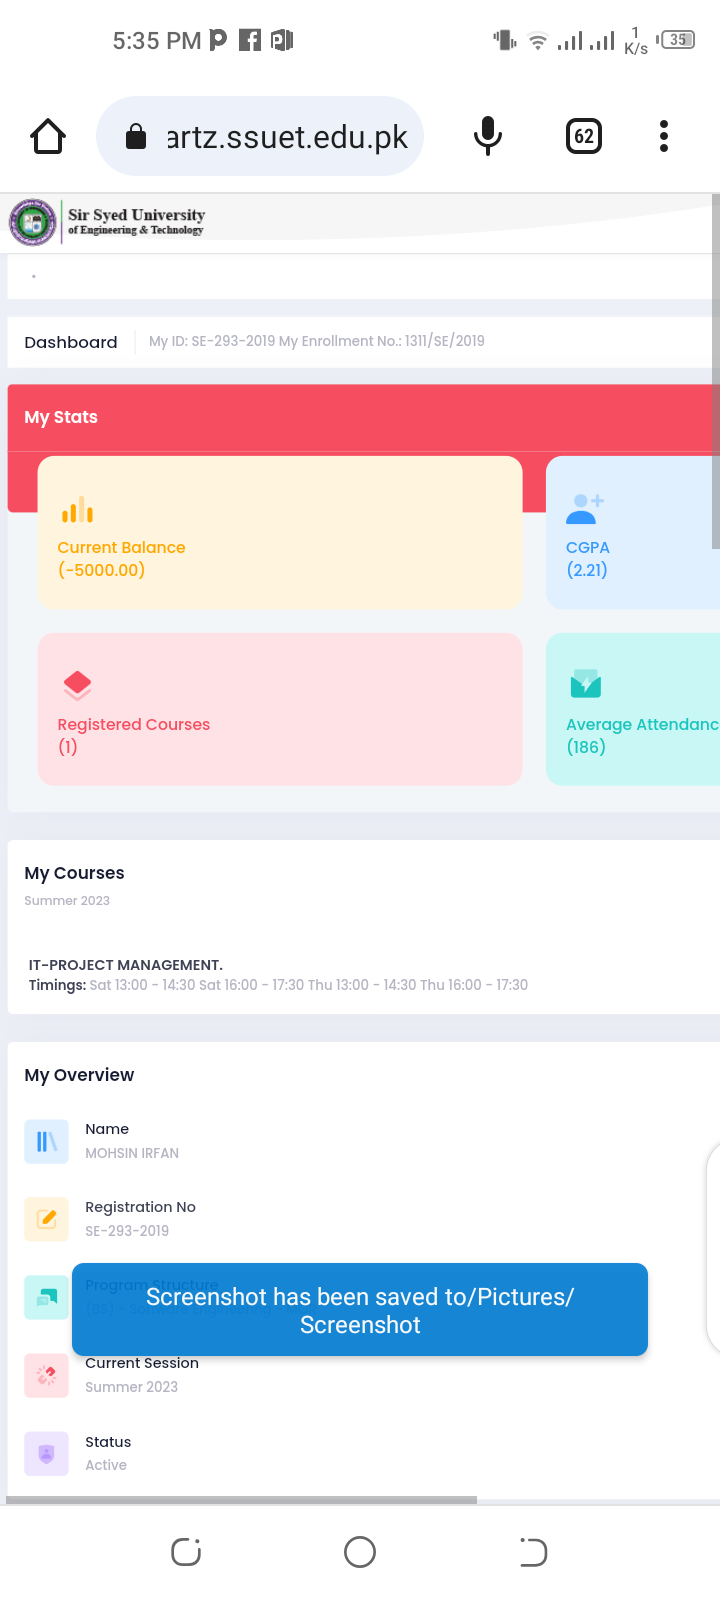 5:35 PM
1
K/s
35
artz.ssuet.edu.pk
62
Sir Syed University
of Engineering & Technology
.
Dashboard
My ID: SE-293-2019 My Enrollment No.: 1311/SE/2019
My Stats
Current Balance
(-5000.00)
CGPA
(2.21)
Registered Courses
(1)
Average Attendanc
(186)
My Courses
Summer 2023
IT-PROJECT MANAGEMENT.
Timings: Sat 13:00 - 14:30 Sat 16:00 - 17:30 Thu 13:00 - 14:30 Thu 16:00 - 17:30
My Overview
Name
MOHSIN IRFAN
Registration No
SE-293-2019
Program Structure
Screenshot has been saved to/Pictures/
Screenshot
Current Session
Summer 2023
Status
Active